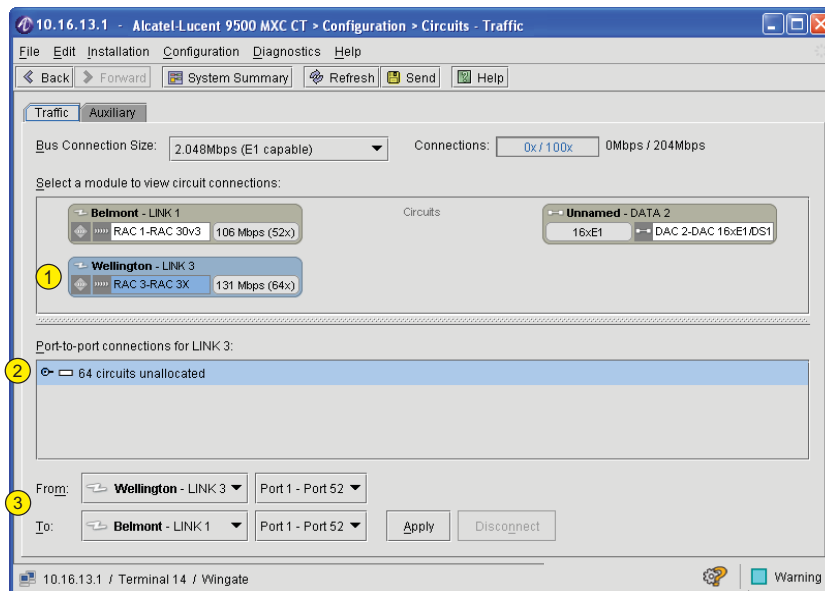 10.16.13.1 - Alcatel-Lucent 9500 MXC CT > Configuration > Circuits - Traffic
File Edit Installation Configuration Diagnostics Help
Back Forward System Summary Refresh Send Help
Traffic Auxiliary
Bus Connection Size: 2.048Mbps (E1 capable) Connections: 0x / 100x 0Mbps / 204Mbps
Select a module to view circuit connections:
Belmont - LINK 1 Circuits Unnamed - DATA 2
RAC 1-RAC 30v3 106 Mbps (52x) 16xE1 DAC 2-DAC 16xE1/DS1
Wellington - LINK 3
1 RAC 3-RAC 3X 131 Mbps (64x)
Port-to-port connections for LINK 3:
2 64 circuits unallocated
From: Wellington - LINK 3 Port 1 - Port 52
3
To: Belmont - LINK 1 Port 1 - Port 52 Apply Disconnect
10.16.13.1 / Terminal 14 / Wingate Warning